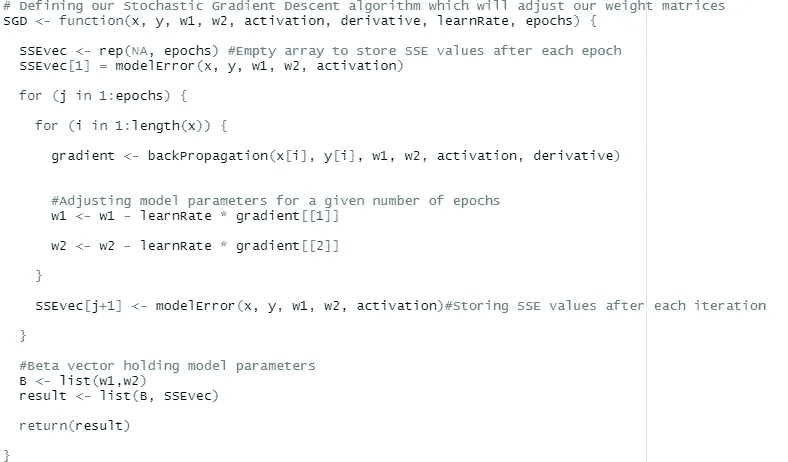 # Defining our Stochastic Gradient Descent algorithm which will adjust our weight matrices
SGD <- function(x, y, w1, w2, activation, derivative, learnRate, epochs) {
SSEvec <- rep(NA, epochs) #Empty array to store SSE values after each epoch
SSEvec[1] = modelError(x, y, w1, w2, activation)
for (j in 1:epochs) {
for (i in 1:length(x)) {
gradient <- backPropagation(x[i], y[i], w1, w2, activation, derivative)
#Adjusting model parameters for a given number of epochs
w1 <- w1 - learnRate * gradient[[1]]
w2 <- w2 - learnRate * gradient[[2]]
}
SSEvec[j+1] <- modelError(x, y, w1, w2, activation)#Storing SSE values after each iteration
}
#Beta vector holding model parameters
B <- list(w1,w2)
result <- list(B, SSEvec)
return(result)
}